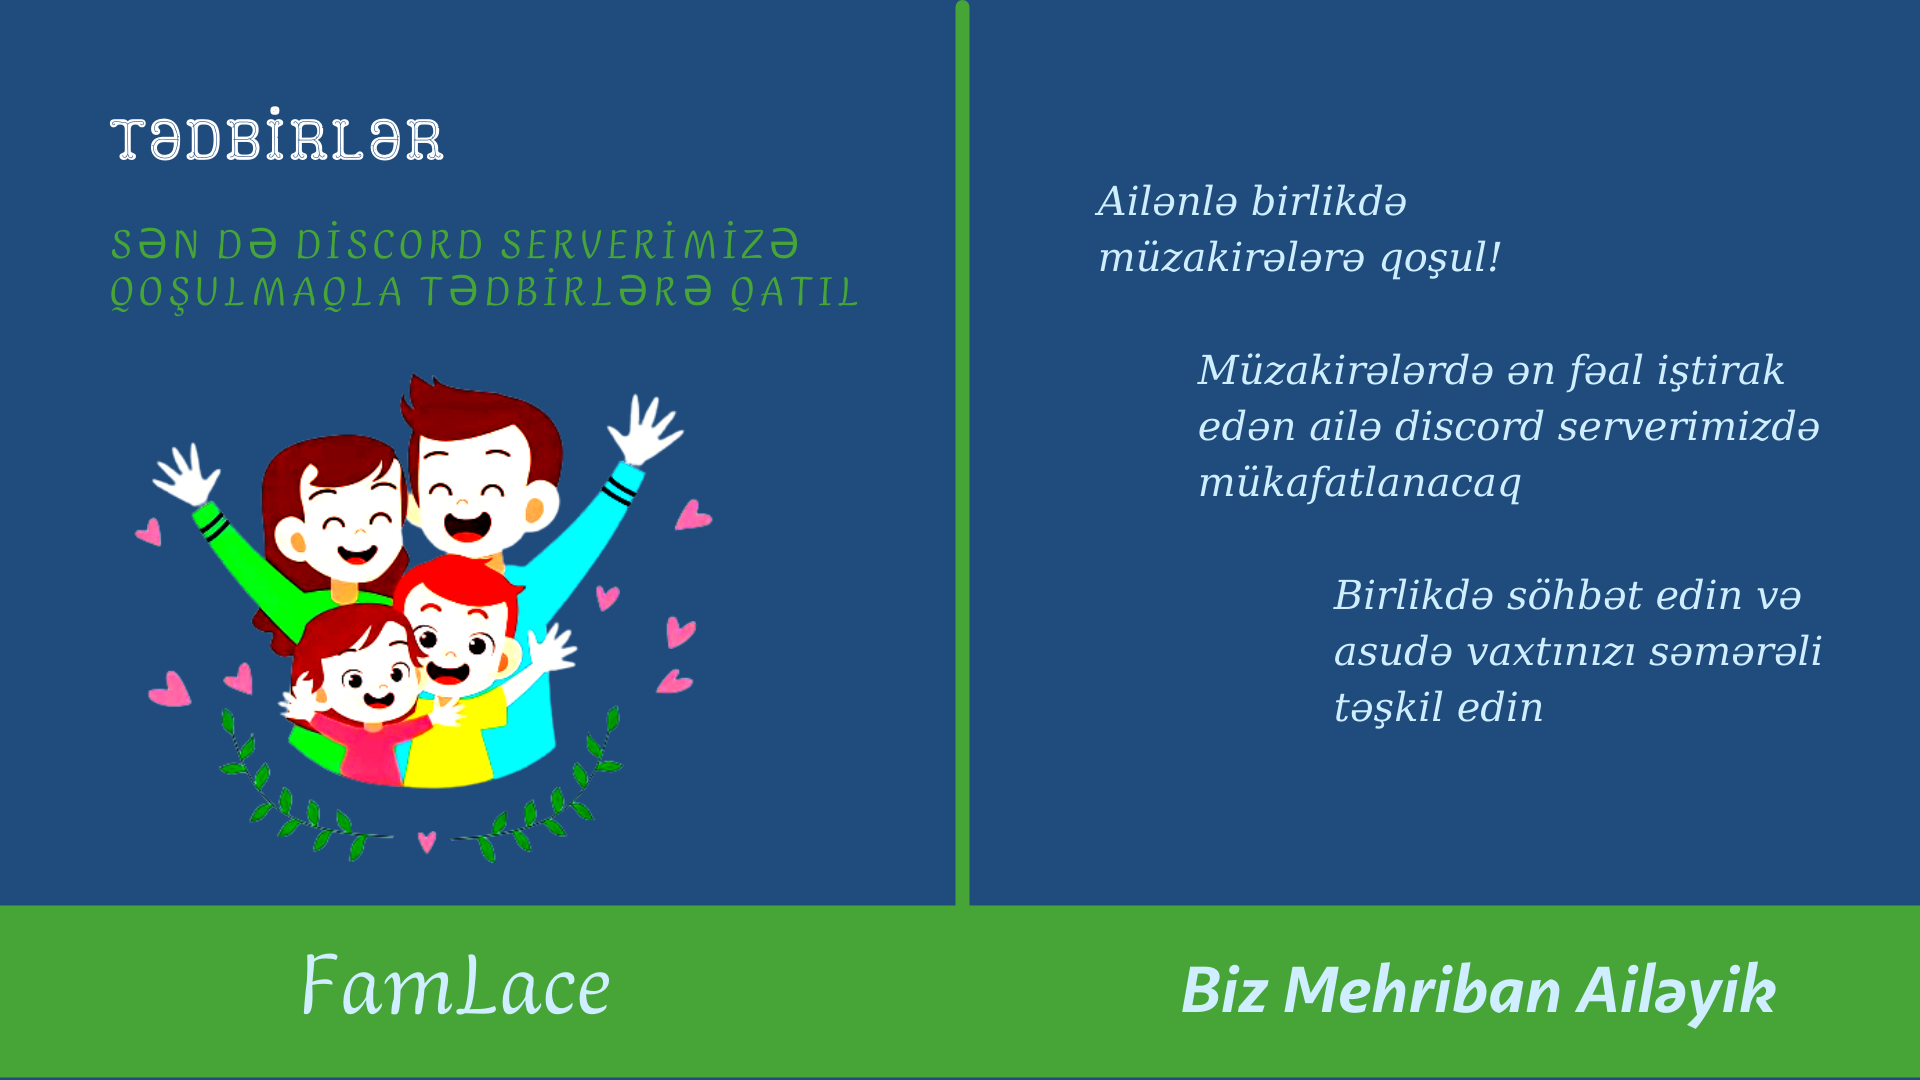 TƏDBİRLƏR
SƏN DƏ DİSCORD SERVERİMİZƏ
QOŞULMAQLA TƏDBİRLƏRƏ QATIL
Ailənlə birlikdə
müzakirələrə qoşul!
Müzakirələrdə ən fəal iştirak
edən ailə discord serverimizdə
mükafatlanacaq
Birlikdə söhbət edin və
asudə vaxtınızı səmərəli
təşkil edin
FamLace
Biz Mehriban Ailəyik